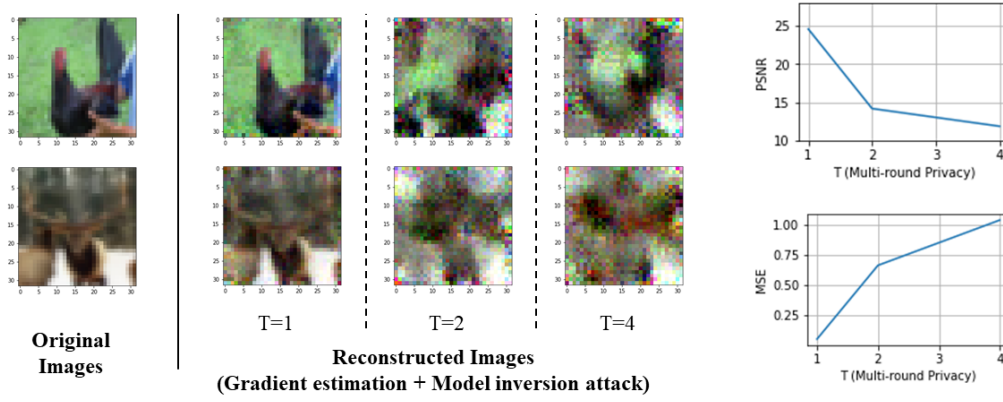 T=1
T=2
T=4
Original
Images
Reconstructed Images
(Gradient estimation + Model inversion attack)
PSNR
25
20
15
10
1 2 3 4
T (Multi-round Privacy)
MSE
1.00
0.75
0.50
0.25
1 2 3 4
T (Multi-round Privacy)